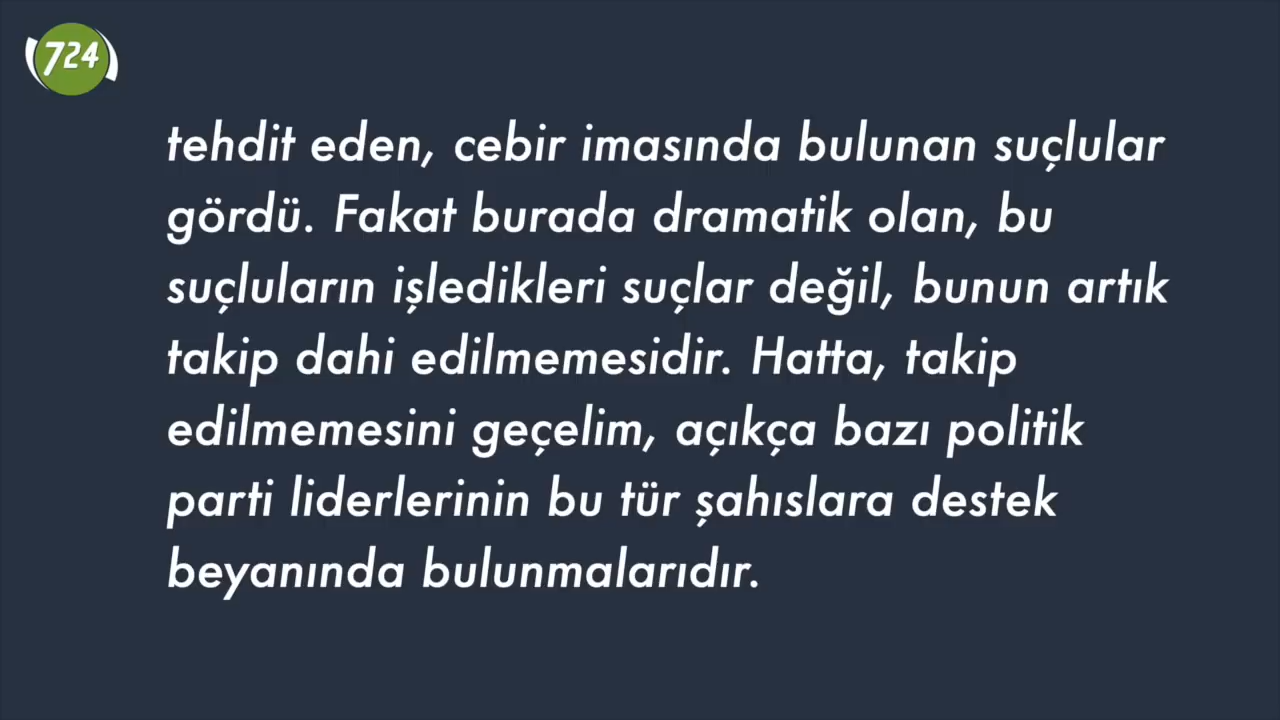 724
tehdit eden, cebir imasında bulunan suçlular
gördü. Fakat burada dramatik olan, bu
suçluların işledikleri suçlar değil, bunun artık
takip dahi edilmemesidir. Hatta, takip
edilmemesini geçelim, açıkça bazı politik
parti liderlerinin bu tür şahıslara destek
beyanında bulunmalarıdır.